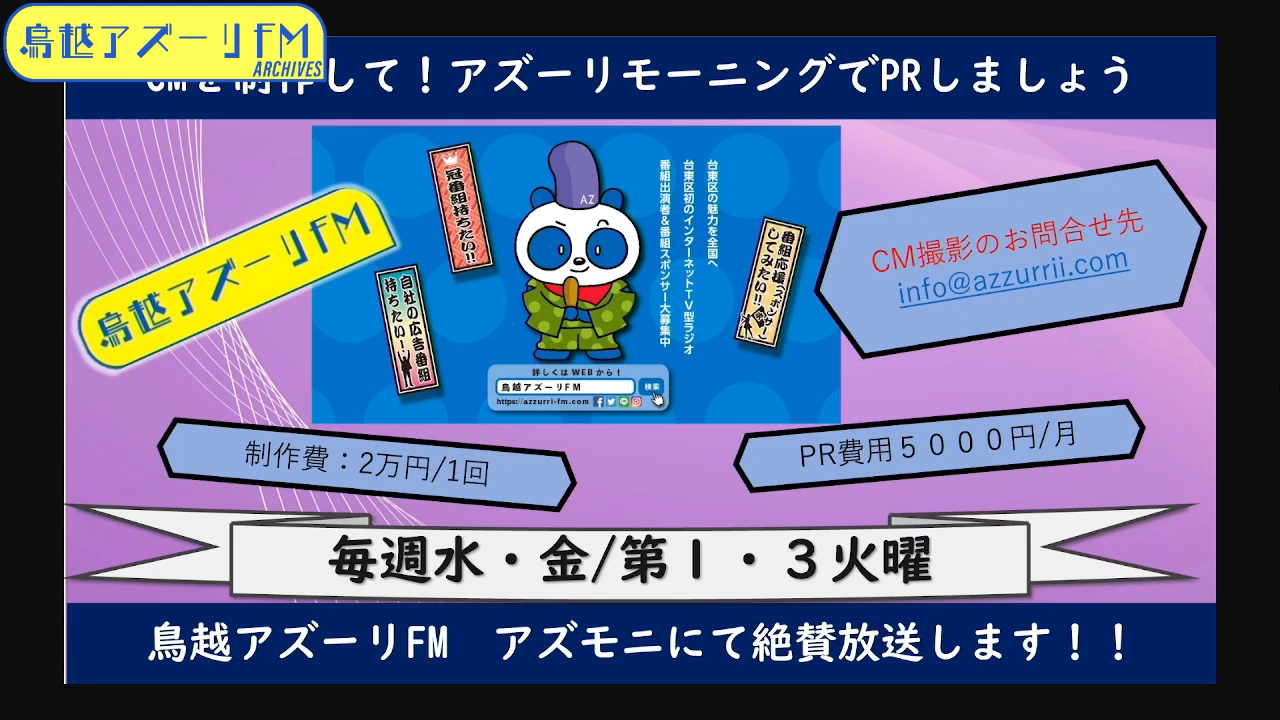 鳥越アズーリFM
ARCHIVES
CMを制作して！アズーリモーニングでPRしましょう
鳥越アズーリFM
冠番組持ちたい!!
自社の広告番組
持ちたい！
AZ
台東区の魅力を全国へ
台東区初のインターネットTV型ラジオ
番組出演者&番組スポンサー大募集中
番組応援(スポンサー)
してみたい!!
詳しくはWEBから！
鳥越アズーリFM
検索
https://azzurri-fm.com
CM撮影のお問合せ先
info@azzurrii.com
制作費：2万円/1回
PR費用５０００円/月
毎週水・金/第１・３火曜
鳥越アズーリFM　アズモニにて絶賛放送します！！